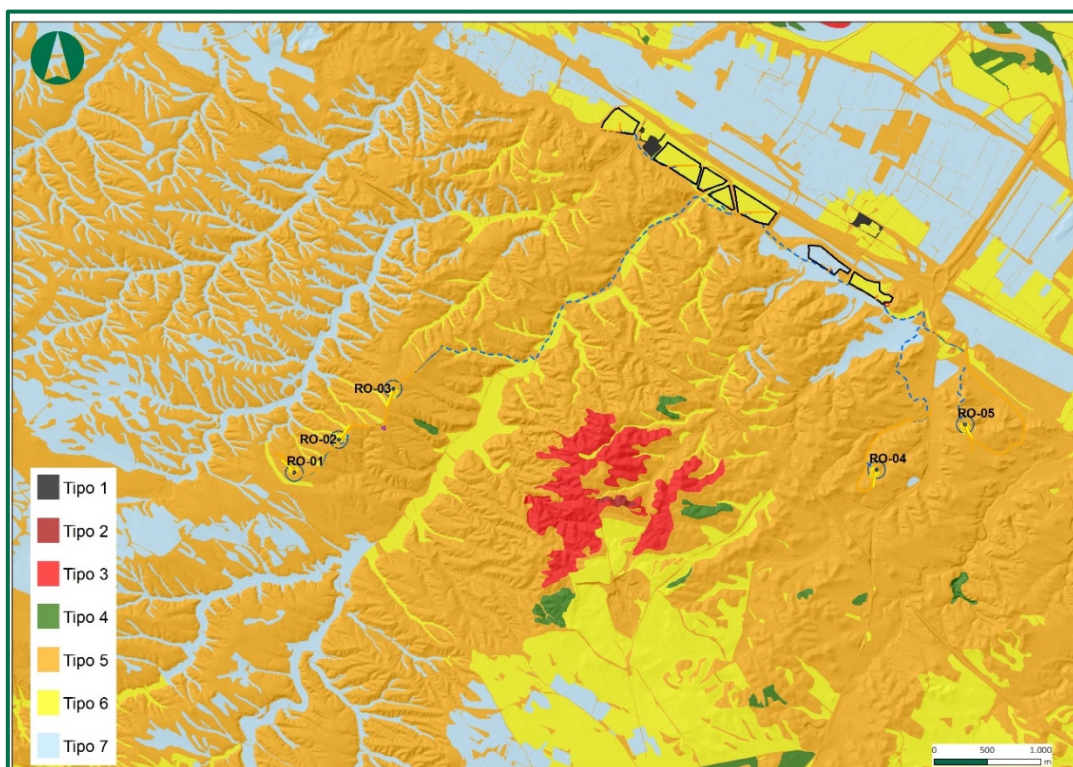 RO-03
RO-02
RO-01
RO-05
RO-04
Tipo 1
Tipo 2
Tipo 3
Tipo 4
Tipo 5
Tipo 6
Tipo 7
0 500 1.000
m